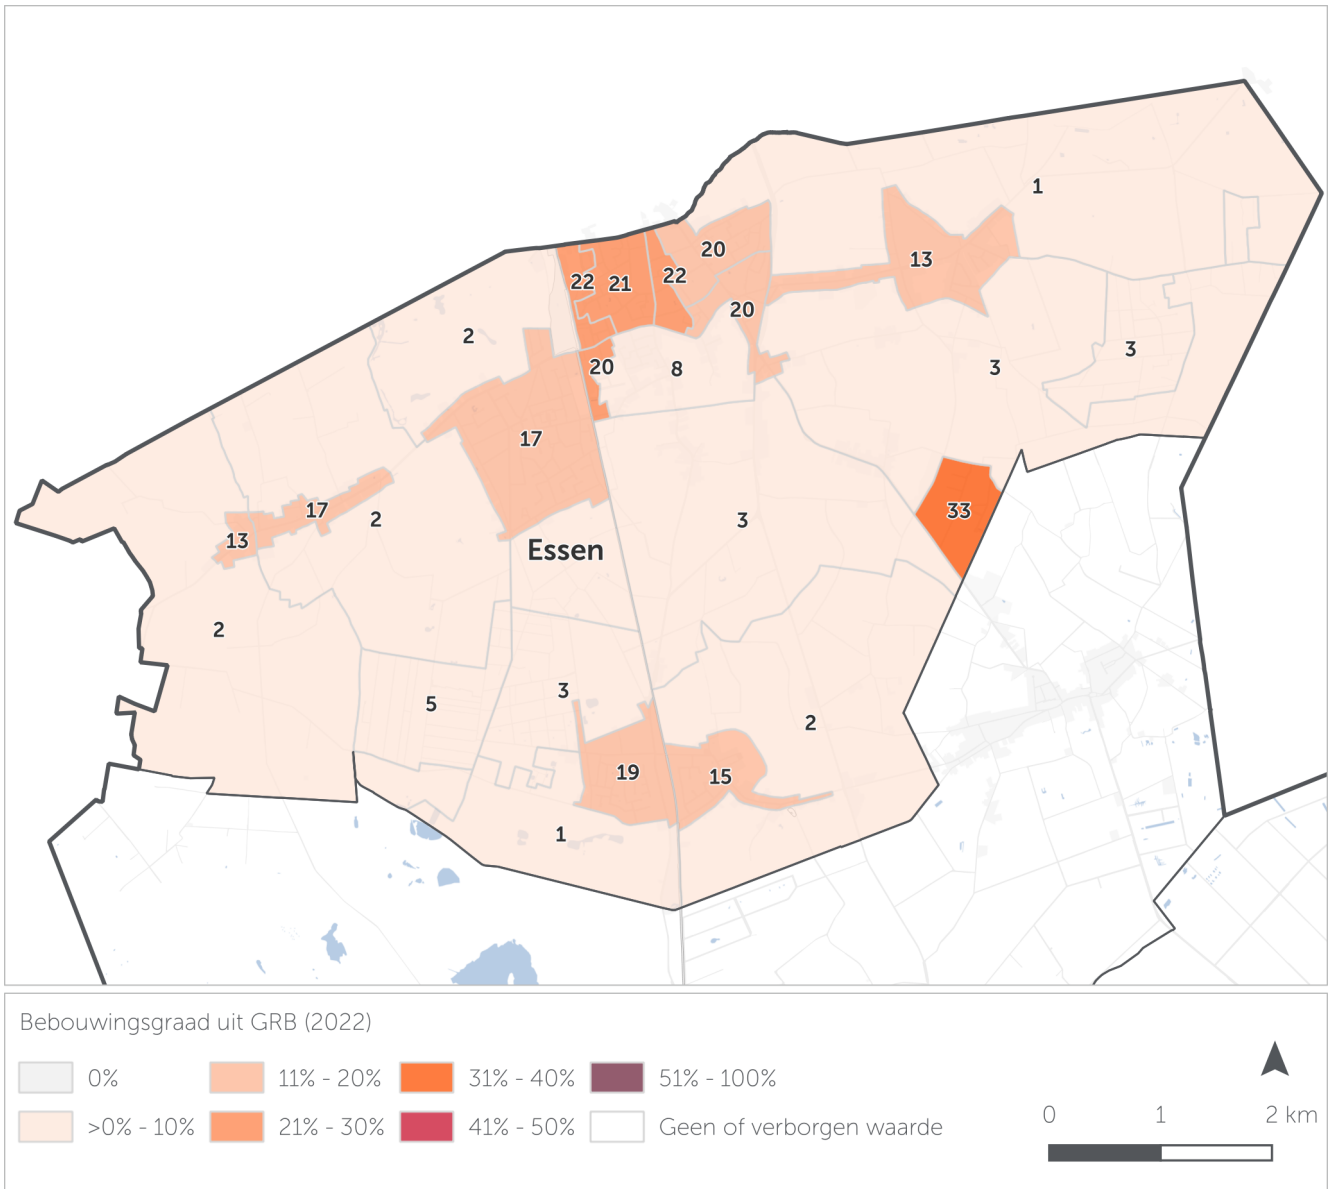 1
20
13
22
21
22
20
2
3
3
20
8
17
17
2
3
33
13
Essen
2
3
5
2
19
15
1
Bebouwingsgraad uit GRB (2022)
0%
11% - 20%
31% - 40%
51% - 100%
>0% - 10%
21% - 30%
41% - 50%
Geen of verborgen waarde
0
1
2 km